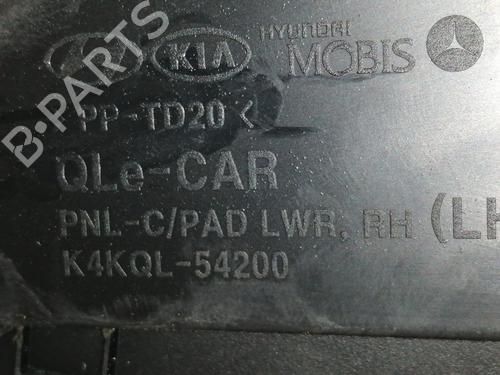 KIA HYUNDAI MOBIS
PP-TD20<
QLe-CAR
PNL-C/PAD LWR, RH (LH
K4KQL-54200
B-PARTS